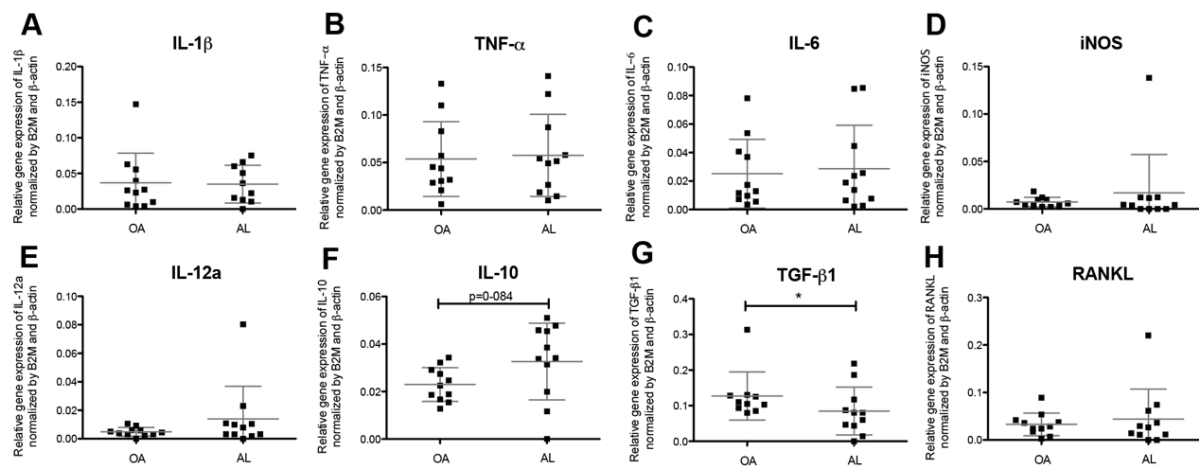 A
IL-1β
Relative gene expression of IL-1β
normalized by B2M and β-actin
0.20
0.15
0.10
0.05
0.00
OA
AL
B
TNF-α
Relative gene expression of TNF-α
normalized by B2M and β-actin
0.15
0.10
0.05
0.00
OA
AL
C
IL-6
Relative gene expression of IL-6
normalized by B2M and β-actin
0.10
0.08
0.06
0.04
0.02
0.00
OA
AL
D
iNOS
Relative gene expression of iNOS
normalized by B2M and β-actin
0.15
0.10
0.05
0.00
OA
AL
E
IL-12a
Relative gene expression of IL-12a
normalized by B2M and β-actin
0.10
0.08
0.06
0.04
0.02
0.00
OA
AL
F
IL-10
Relative gene expression of IL-10
normalized by B2M and β-actin
0.06
0.04
0.02
0.00
p=0-084
OA
AL
G
TGF-β1
Relative gene expression of TGF-β1
normalized by B2M and β-actin
0.4
0.3
0.2
0.1
0.0
*
OA
AL
H
RANKL
Relative gene expression of RANKL
normalized by B2M and β-actin
0.3
0.2
0.1
0.0
OA
AL